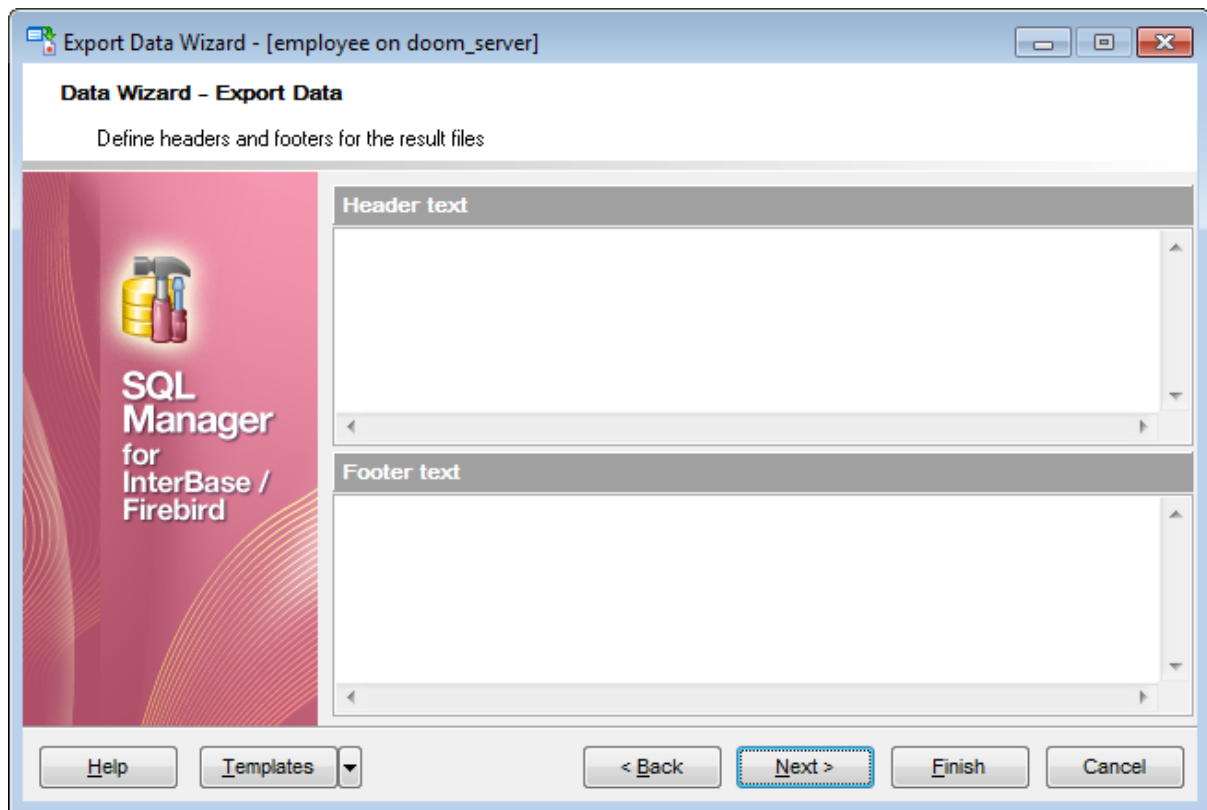 Export Data Wizard - [employee on doom_server]
Data Wizard - Export Data
Define headers and footers for the result files
SQL
Manager
for
InterBase /
Firebird
Header text
Footer text
Help
Templates
< Back
Next >
Finish
Cancel